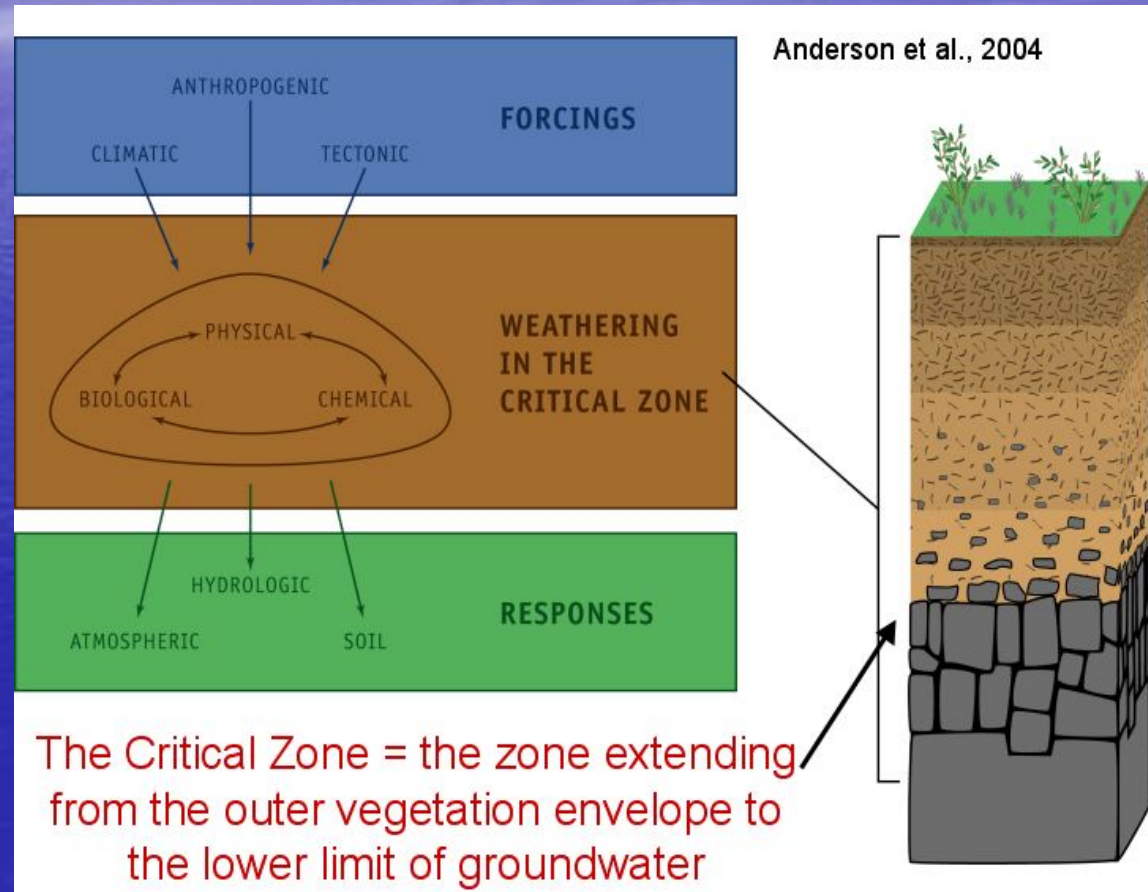 Anderson et al., 2004
ANTHROPOGENIC
CLIMATIC
TECTONIC
FORCINGS
PHYSICAL
BIOLOGICAL
CHEMICAL
WEATHERING
IN THE
CRITICAL ZONE
HYDROLOGIC
ATMOSPHERIC
SOIL
RESPONSES
The Critical Zone = the zone extending
from the outer vegetation envelope to
the lower limit of groundwater